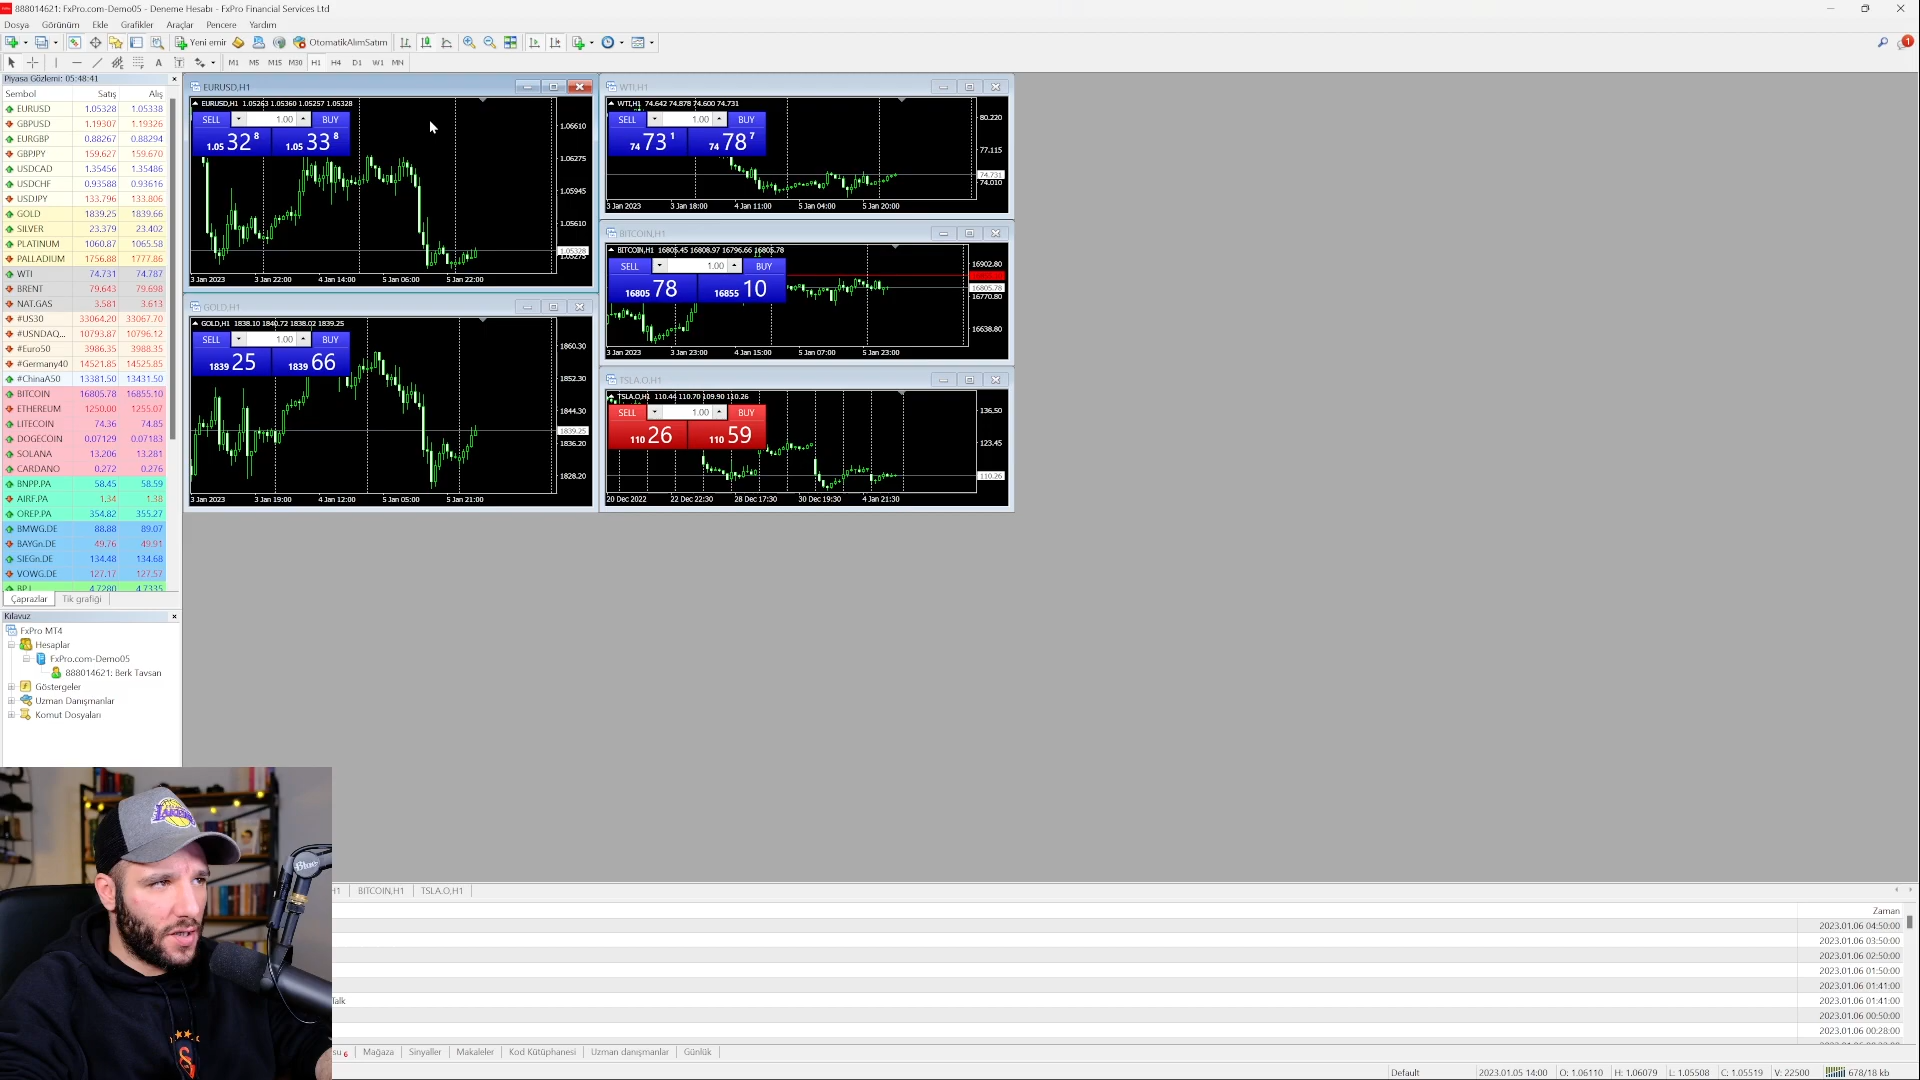 888014621: FxPro.com-Demo05 - Deneme Hesabı - FxPro Financial Services Ltd
Dosya Görünüm Ekle Grafikler Araçlar Pencere Yardım
Yeni emir OtomatikAlımSatım
1
A T M1 M5 M15 M30 H1 H4 D1 W1 MN
Piyasa Gözlemi: 05:48:41
Sembol Satış Alış
EURUSD 1.05328 1.05338
GBPUSD 1.19307 1.19326
EURGBP 0.88267 0.88294
GBPJPY 159.627 159.670
USDCAD 1.35456 1.35486
USDCHF 0.93588 0.93616
USDJPY 133.796 133.806
GOLD 1839.25 1839.66
SILVER 23.379 23.402
PLATINUM 1060.87 1065.58
PALLADIUM 1756.88 1777.86
WTI 74.731 74.787
BRENT 79.643 79.698
NAT.GAS 3.581 3.613
#US30 33064.20 33067.70
#USNDAQ... 10793.87 10796.12
#Euro50 3986.35 3988.35
#Germany40 14521.85 14525.85
#ChinaA50 13381.50 13431.50
BITCOIN 16805.78 16855.10
ETHEREUM 1250.00 1255.07
LITECOIN 74.36 74.85
DOGECOIN 0.07129 0.07183
SOLANA 13.206 13.281
CARDANO 0.272 0.276
BNPP.PA 58.45 58.59
AIRF.PA 1.34 1.38
OREP.PA 354.82 355.27
BMWG.DE 88.88 89.07
BAYGn.DE 49.76 49.91
SIEGn.DE 134.48 134.68
VOWG.DE 127.17 127.57
BP.L 4.7280 4.7335
Çaprazlar Tik grafiği
Kılavuz
FxPro MT4
Hesaplar
FxPro.com-Demo05
888014621: Berk Tavsan
Göstergeler
Uzman Danışmanlar
Komut Dosyaları
EURUSD,H1
EURUSD,H1 1.05263 1.05360 1.05257 1.05328
SELL 1.00 BUY
1.05 32 8 1.05 33 8
1.06610
1.06275
1.05945
1.05610
1.05328
3 Jan 2023 3 Jan 22:00 4 Jan 14:00 5 Jan 06:00 5 Jan 22:00
GOLD,H1
GOLD,H1 1838.10 1840.72 1838.02 1839.25
SELL 1.00 BUY
1839 25 1839 66
1860.30
1852.30
1844.30
1839.25
1836.20
1828.20
3 Jan 2023 3 Jan 19:00 4 Jan 12:00 5 Jan 05:00 5 Jan 21:00
WTI,H1
WTI,H1 74.642 74.878 74.600 74.731
SELL 1.00 BUY
74 73 1 74 78 7
80.220
77.115
74.731
74.010
3 Jan 2023 3 Jan 18:00 4 Jan 11:00 5 Jan 04:00 5 Jan 20:00
BITCOIN,H1
BITCOIN,H1 16805.45 16808.97 16796.66 16805.78
SELL 1.00 BUY
16805 78 16855 10
16902.80
16805.78
16770.80
16638.80
3 Jan 2023 3 Jan 23:00 4 Jan 15:00 5 Jan 07:00 5 Jan 23:00
TSLA.O,H1
TSLA.O,H1 110.44 110.70 109.90 110.26
SELL 1.00 BUY
110 26 110 59
136.50
123.45
110.26
20 Dec 2022 22 Dec 22:30 28 Dec 17:30 30 Dec 19:30 4 Jan 21:30
LAKERS
Blue
H1 BITCOIN,H1 TSLA.O,H1
Zaman
2023.01.06 04:50:00
2023.01.06 03:50:00
2023.01.06 02:50:00
2023.01.06 01:50:00
2023.01.06 01:41:00
Talk 2023.01.06 01:41:00
2023.01.06 00:50:00
2023.01.06 00:28:00
su 6 Mağaza Sinyaller Makaleler Kod Kütüphanesi Uzman danışmanlar Günlük
Default 2023.01.05 14:00 O: 1.06110 H: 1.06079 L: 1.05508 C: 1.05519 V: 22500 678/18 kb